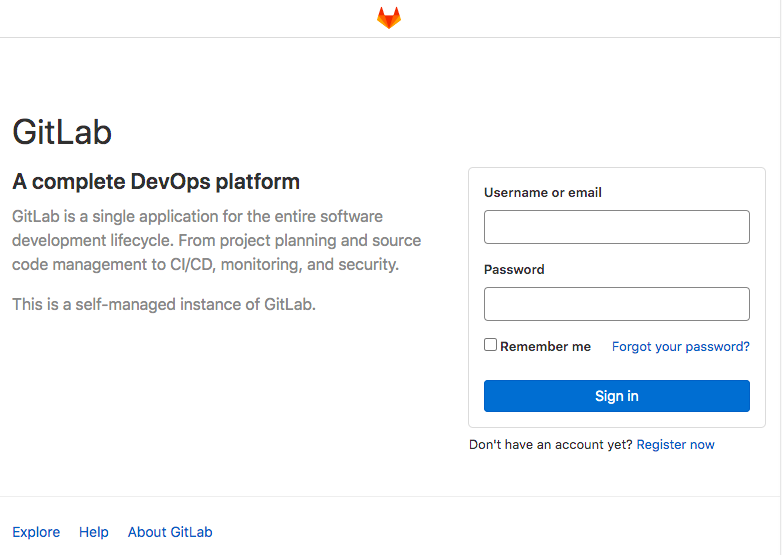 GitLab
A complete DevOps platform
GitLab is a single application for the entire software
development lifecycle. From project planning and source
code management to CI/CD, monitoring, and security.
This is a self-managed instance of GitLab.
Username or email
Password
Remember me
Forgot your password?
Sign in
Don't have an account yet? Register now
Explore
Help
About GitLab